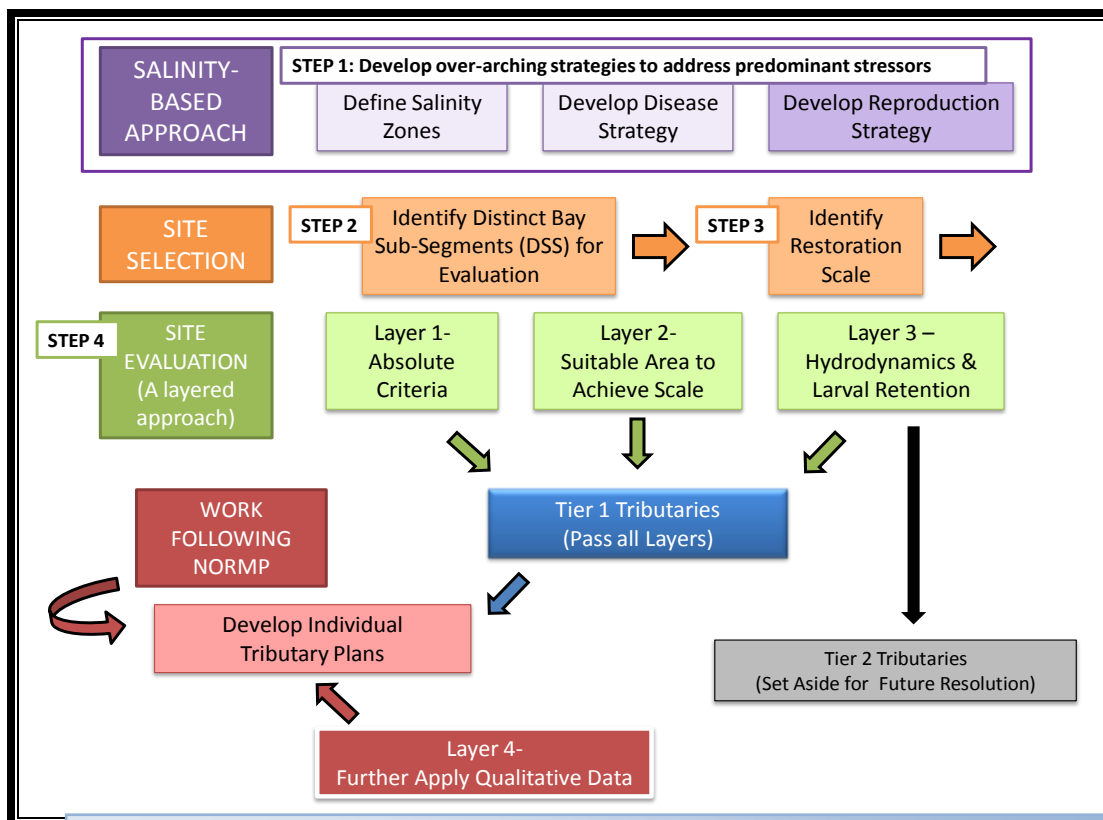 SALINITY-
BASED
APPROACH
STEP 1: Develop over-arching strategies to address predominant stressors
Define Salinity
Zones
Develop Disease
Strategy
Develop Reproduction
Strategy
SITE
SELECTION
STEP 2
Identify Distinct Bay
Sub-Segments (DSS) for
Evaluation
STEP 3
Identify
Restoration
Scale
STEP 4
SITE
EVALUATION
(A layered
approach)
Layer 1-
Absolute
Criteria
Layer 2-
Suitable Area to
Achieve Scale
Layer 3 –
Hydrodynamics &
Larval Retention
WORK
FOLLOWING
NORMP
Tier 1 Tributaries
(Pass all Layers)
Develop Individual
Tributary Plans
Tier 2 Tributaries
(Set Aside for Future Resolution)
Layer 4-
Further Apply Qualitative Data